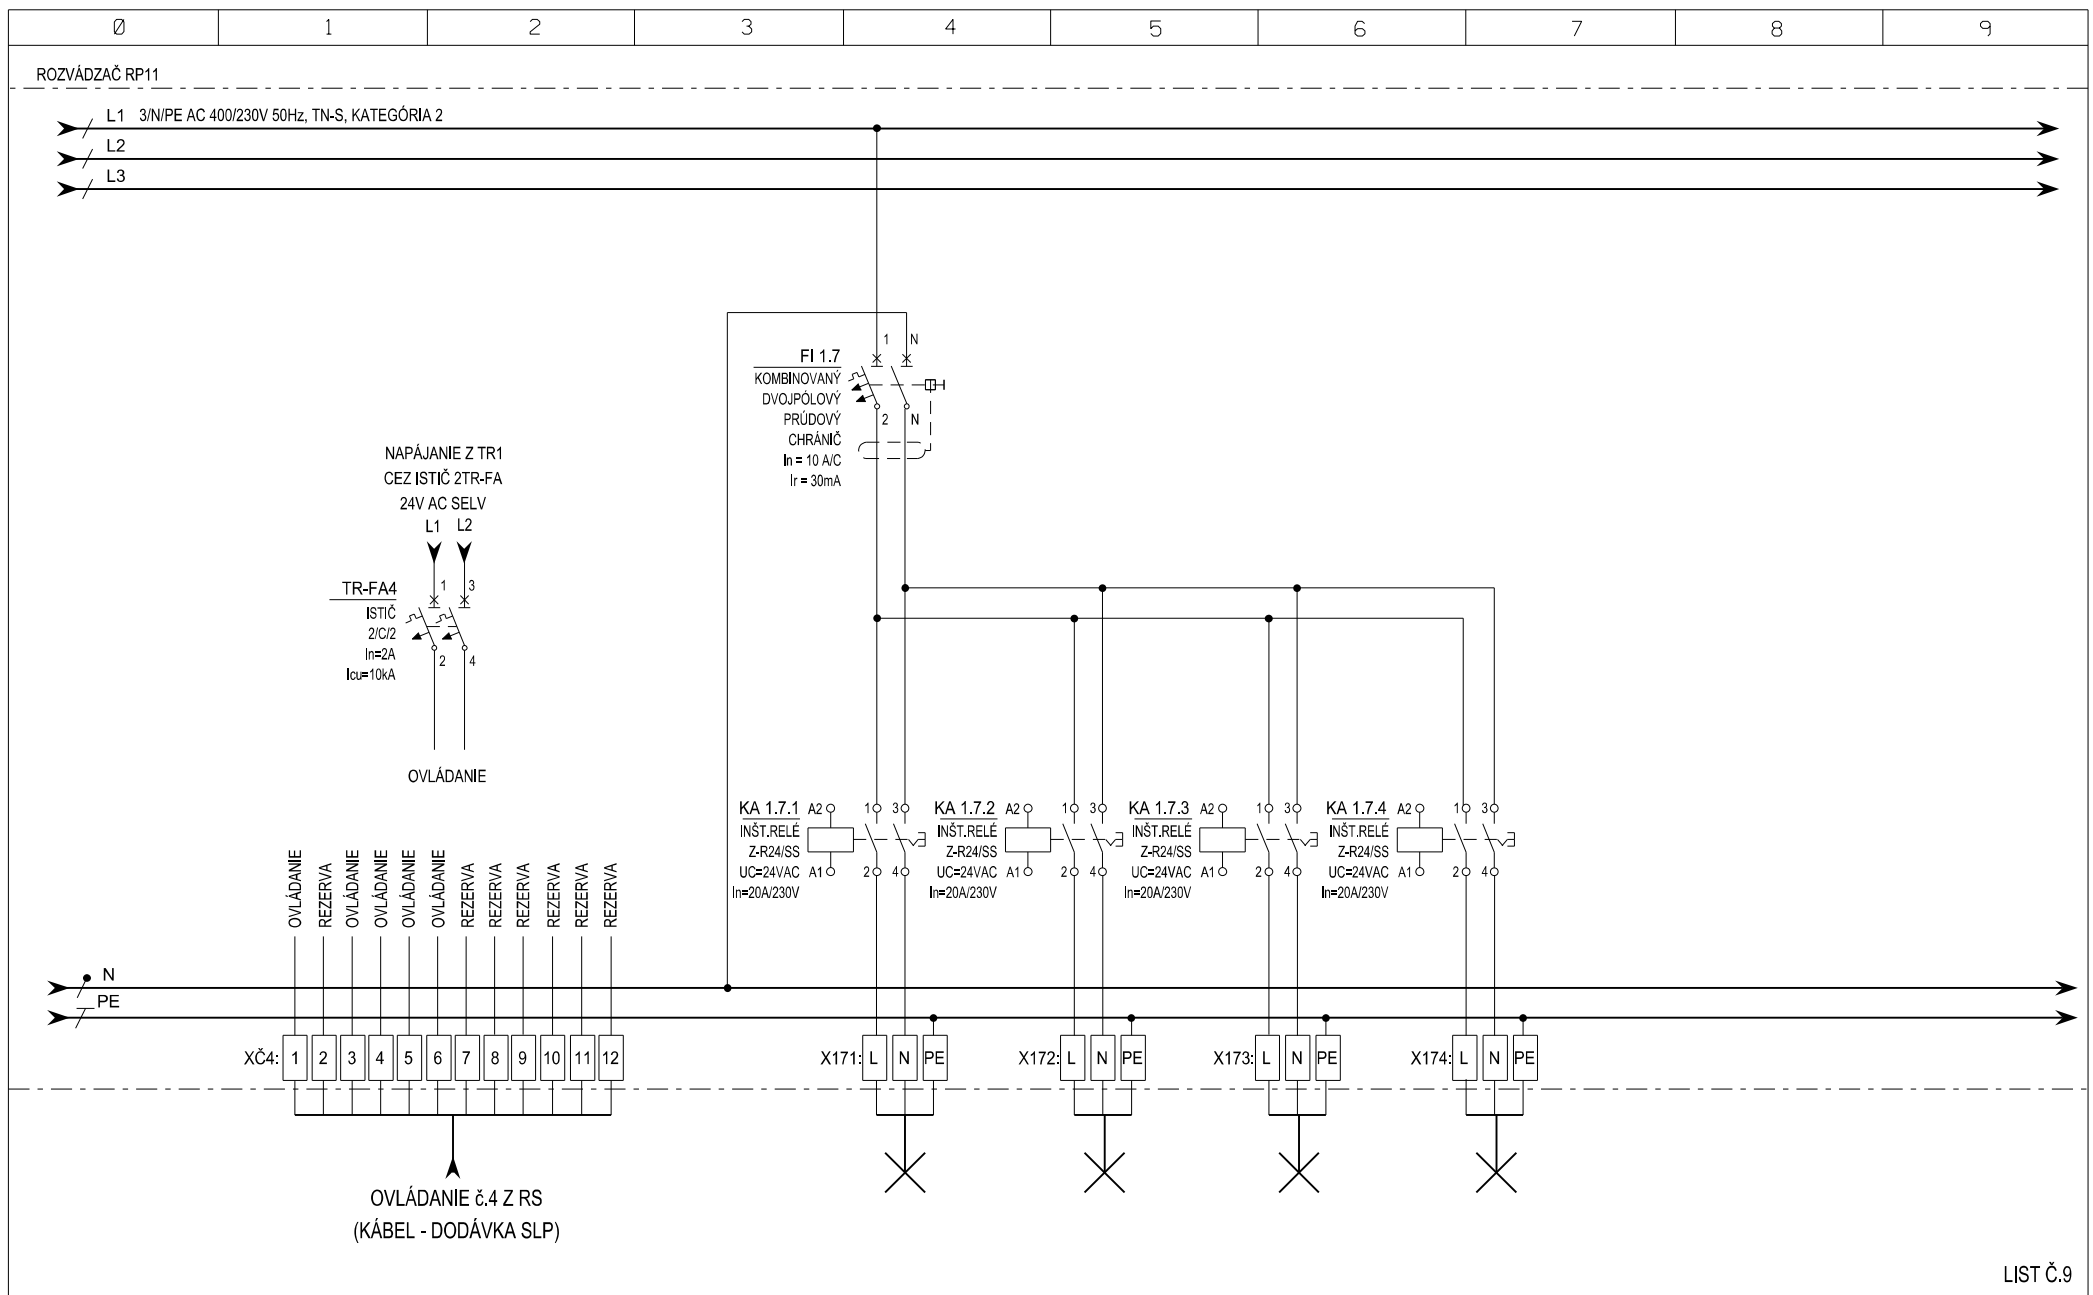 0 1 2 3 4 5 6 7 8 9
ROZVÁDZAČ RP11
L1 3/N/PE AC 400/230V 50Hz, TN-S, KATEGÓRIA 2
L2
L3
1 N
FI 1.7
KOMBINOVANÝ
DVOJPÓLOVÝ
PRÚDOVÝ
CHRÁNIČ
In = 10 A/C
Ir = 30mA
2 N
NAPÁJANIE Z TR1
CEZ ISTIČ 2TR-FA
24V AC SELV
L1 L2
1 3
TR-FA4
ISTIČ
2/C/2
In=2A
Icu=10kA
2 4
OVLÁDANIE
KA 1.7.1 A2 1 3
INŠT.RELÉ
Z-R24/SS
UC=24VAC A1 2 4
In=20A/230V
KA 1.7.2 A2 1 3
INŠT.RELÉ
Z-R24/SS
UC=24VAC A1 2 4
In=20A/230V
KA 1.7.3 A2 1 3
INŠT.RELÉ
Z-R24/SS
UC=24VAC A1 2 4
In=20A/230V
KA 1.7.4 A2 1 3
INŠT.RELÉ
Z-R24/SS
UC=24VAC A1 2 4
In=20A/230V
OVLÁDANIE
REZERVA
OVLÁDANIE
OVLÁDANIE
OVLÁDANIE
OVLÁDANIE
REZERVA
REZERVA
REZERVA
REZERVA
REZERVA
REZERVA
N
PE
XČ4: 1 2 3 4 5 6 7 8 9 10 11 12
X171: L N PE
X172: L N PE
X173: L N PE
X174: L N PE
OVLÁDANIE č.4 Z RS
(KÁBEL - DODÁVKA SLP)
LIST Č.9